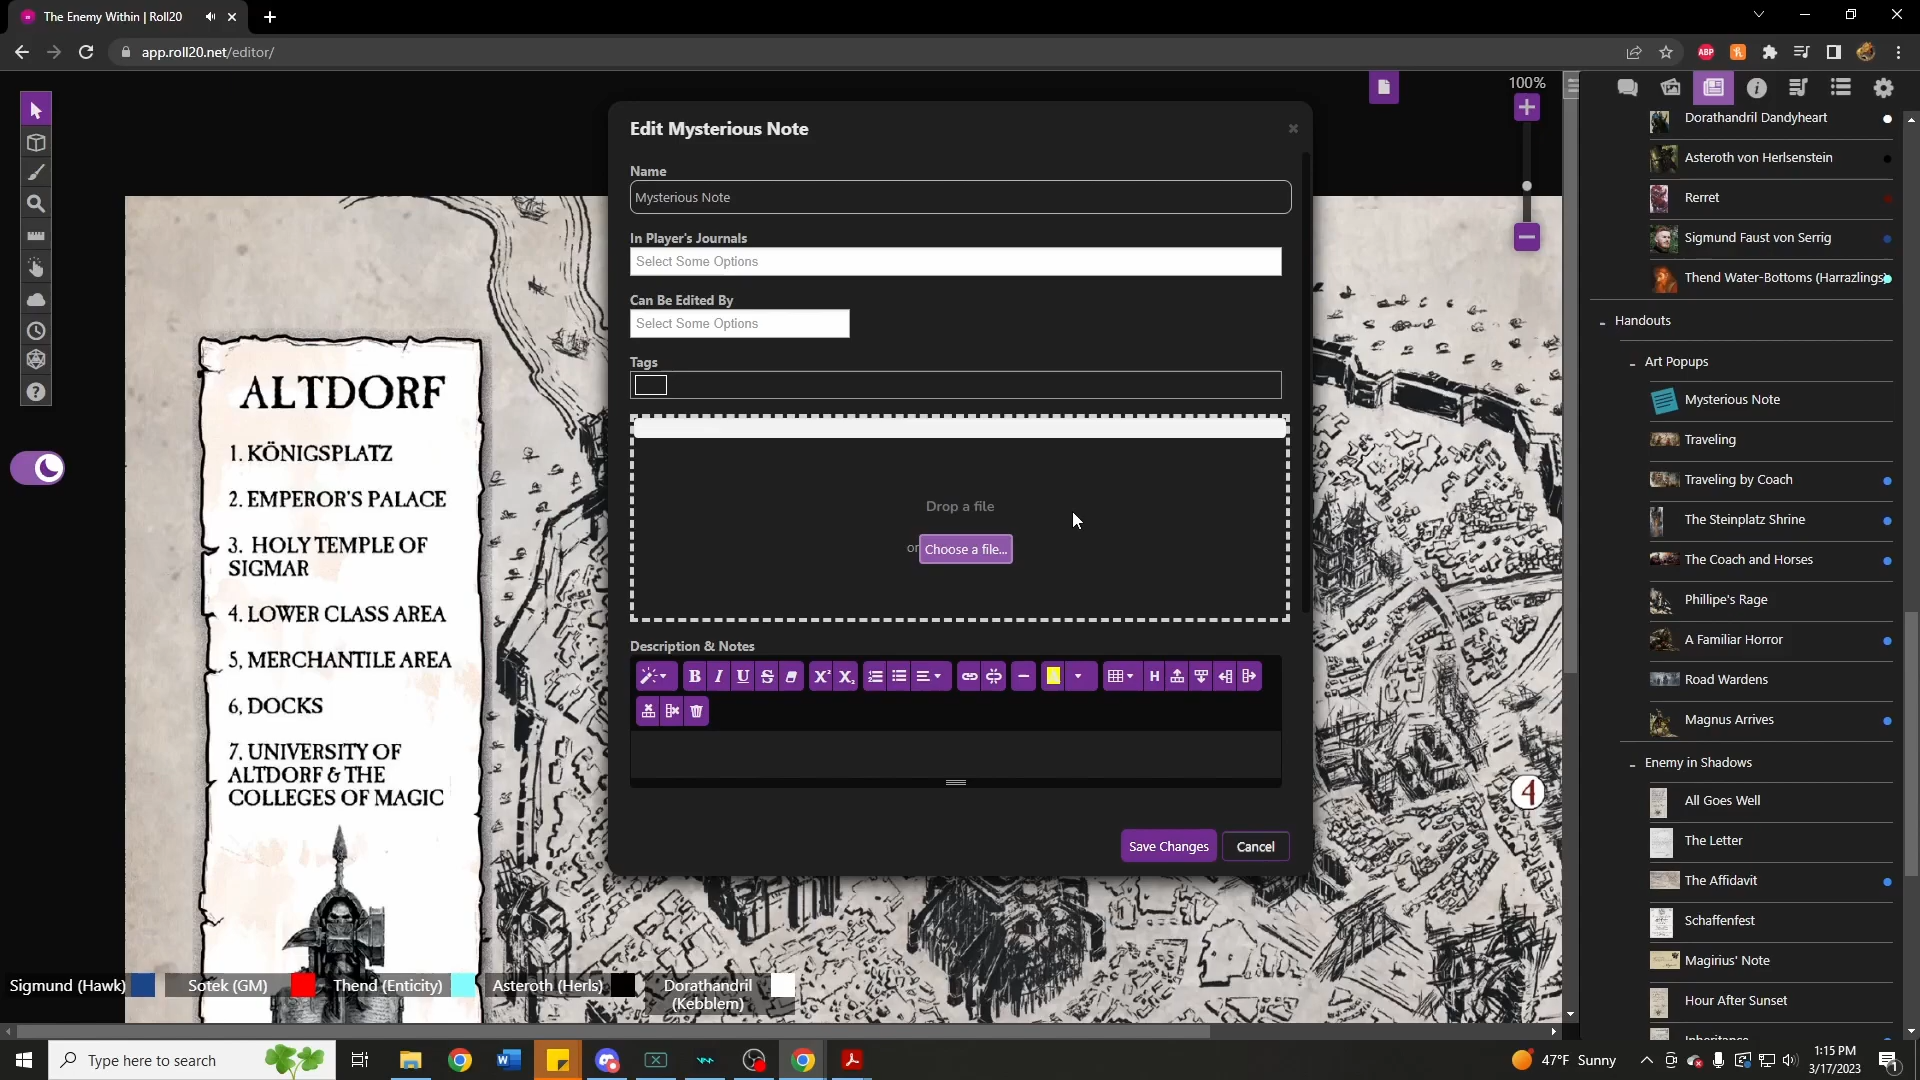 The Enemy Within | Roll20
app.roll20.net/editor/
ABP
100%
Edit Mysterious Note
Name
Mysterious Note
In Player's Journals
Select Some Options
Can Be Edited By
Select Some Options
Tags
Drop a file
or Choose a file...
Description & Notes
B I U S X² X₂ H
Save Changes Cancel
ALTDORF
1. KÖNIGSPLATZ
2. EMPEROR'S PALACE
3. HOLY TEMPLE OF
SIGMAR
4. LOWER CLASS AREA
5, MERCHANTILE AREA
6, DOCKS
7. UNIVERSITY OF
ALTDORF & THE
COLLEGES OF MAGIC
4
Dorathandril Dandyheart
Asteroth von Herlsenstein
Rerret
Sigmund Faust von Serrig
Thend Water-Bottoms (Harrazlings)
Handouts
Art Popups
Mysterious Note
Traveling
Traveling by Coach
The Steinplatz Shrine
The Coach and Horses
Phillipe's Rage
A Familiar Horror
Road Wardens
Magnus Arrives
Enemy in Shadows
All Goes Well
The Letter
The Affidavit
Schaffenfest
Magirius' Note
Hour After Sunset
Inheritance
Sigmund (Hawk)
Sotek (GM)
Thend (Enticity)
Asteroth (Herls)
Dorathandril
(Kebblem)
Type here to search
47°F Sunny
1:15 PM
3/17/2023
1